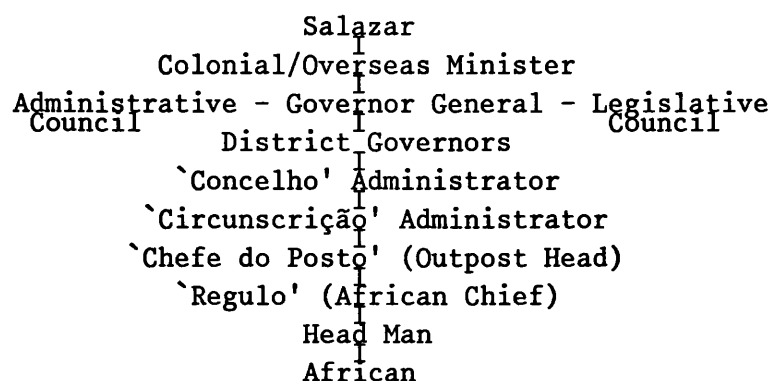 Salazar
Colonial/Overseas Minister
Administrative - Governor General - Legislative
Council Council
District Governors
`Concelho' Administrator
`Circunscrição' Administrator
`Chefe do Posto' (Outpost Head)
`Regulo' (African Chief)
Head Man
African